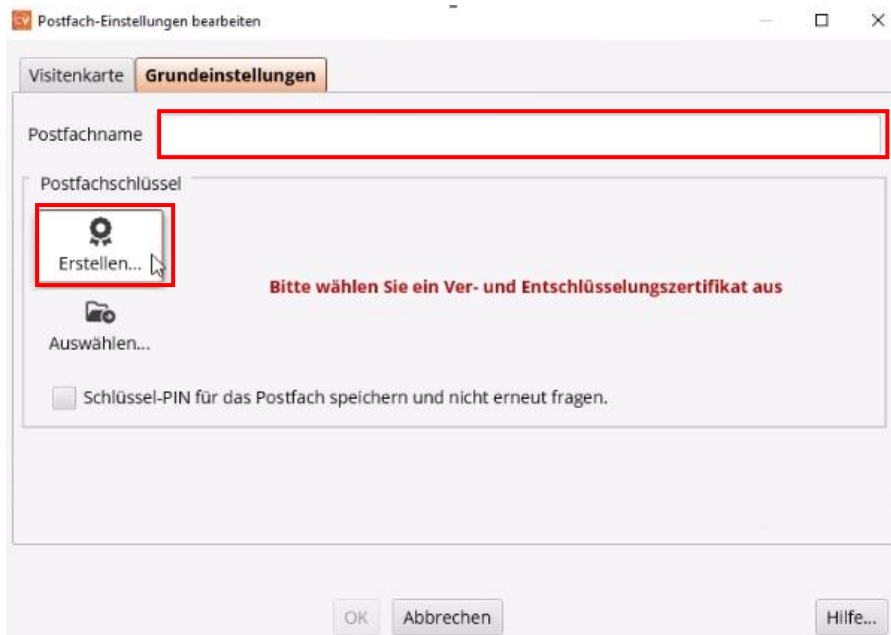 Postfach-Einstellungen bearbeiten
Visitenkarte Grundeinstellungen
Postfachname
Postfachschlüssel
Erstellen...
Bitte wählen Sie ein Ver- und Entschlüsselungszertifikat aus
Auswählen...
Schlüssel-PIN für das Postfach speichern und nicht erneut fragen.
OK Abbrechen Hilfe...